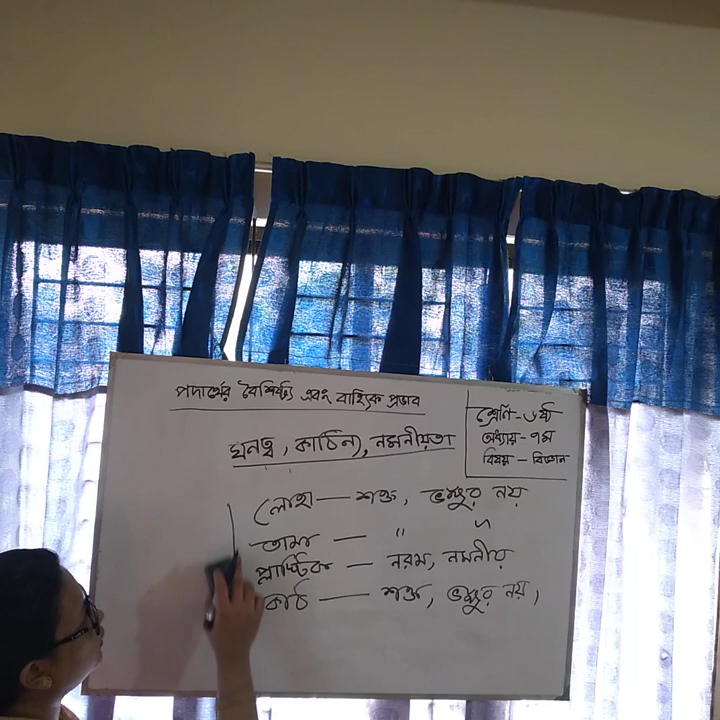 পদার্থের বৈশিষ্ট্য এবং বাহ্যিক প্রভাব
শ্রেণি - ৬ষ্ঠ
অধ্যায় - ৭ম
বিষয় - বিজ্ঞান
ঘনত্ব, কাঠিন্য, নমনীয়তা
লোহা — শক্ত, ভঙ্গুর নয়
তামা — " "
প্লাস্টিক — নরম, নমনীয়
কাঠ — শক্ত, ভঙ্গুর নয়,